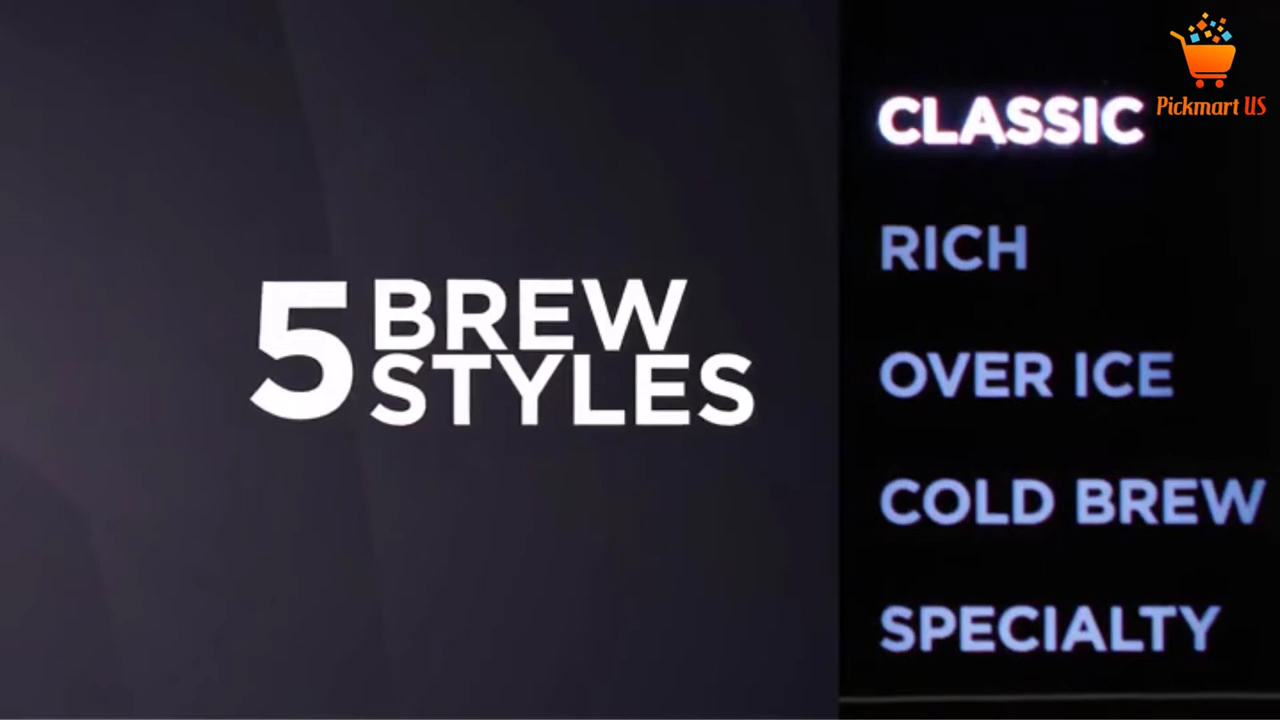 5 BREW
STYLES
CLASSIC
RICH
OVER ICE
COLD BREW
SPECIALTY
Pickmart US